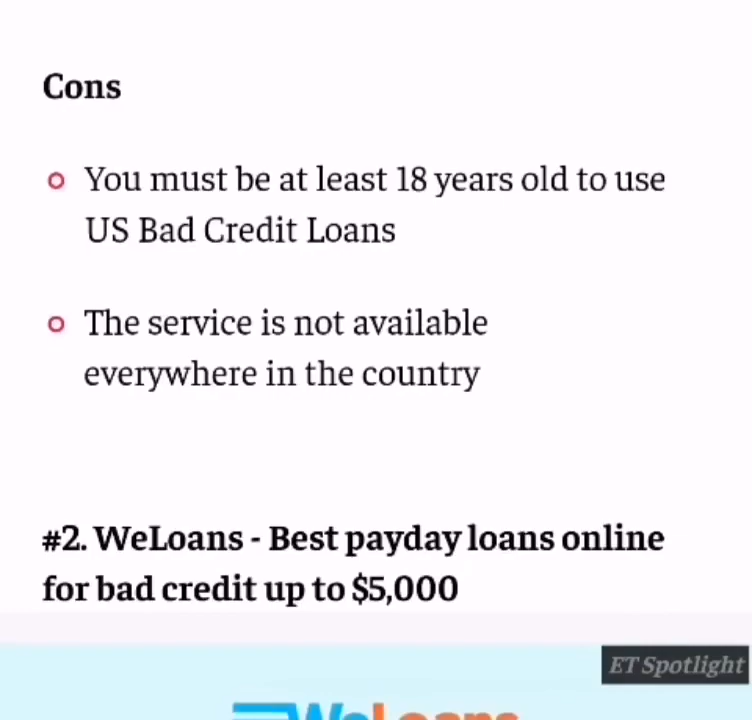 Cons
You must be at least 18 years old to use
US Bad Credit Loans
The service is not available
everywhere in the country
#2. WeLoans - Best payday loans online
for bad credit up to $5,000
ET Spotlight
WeLoans